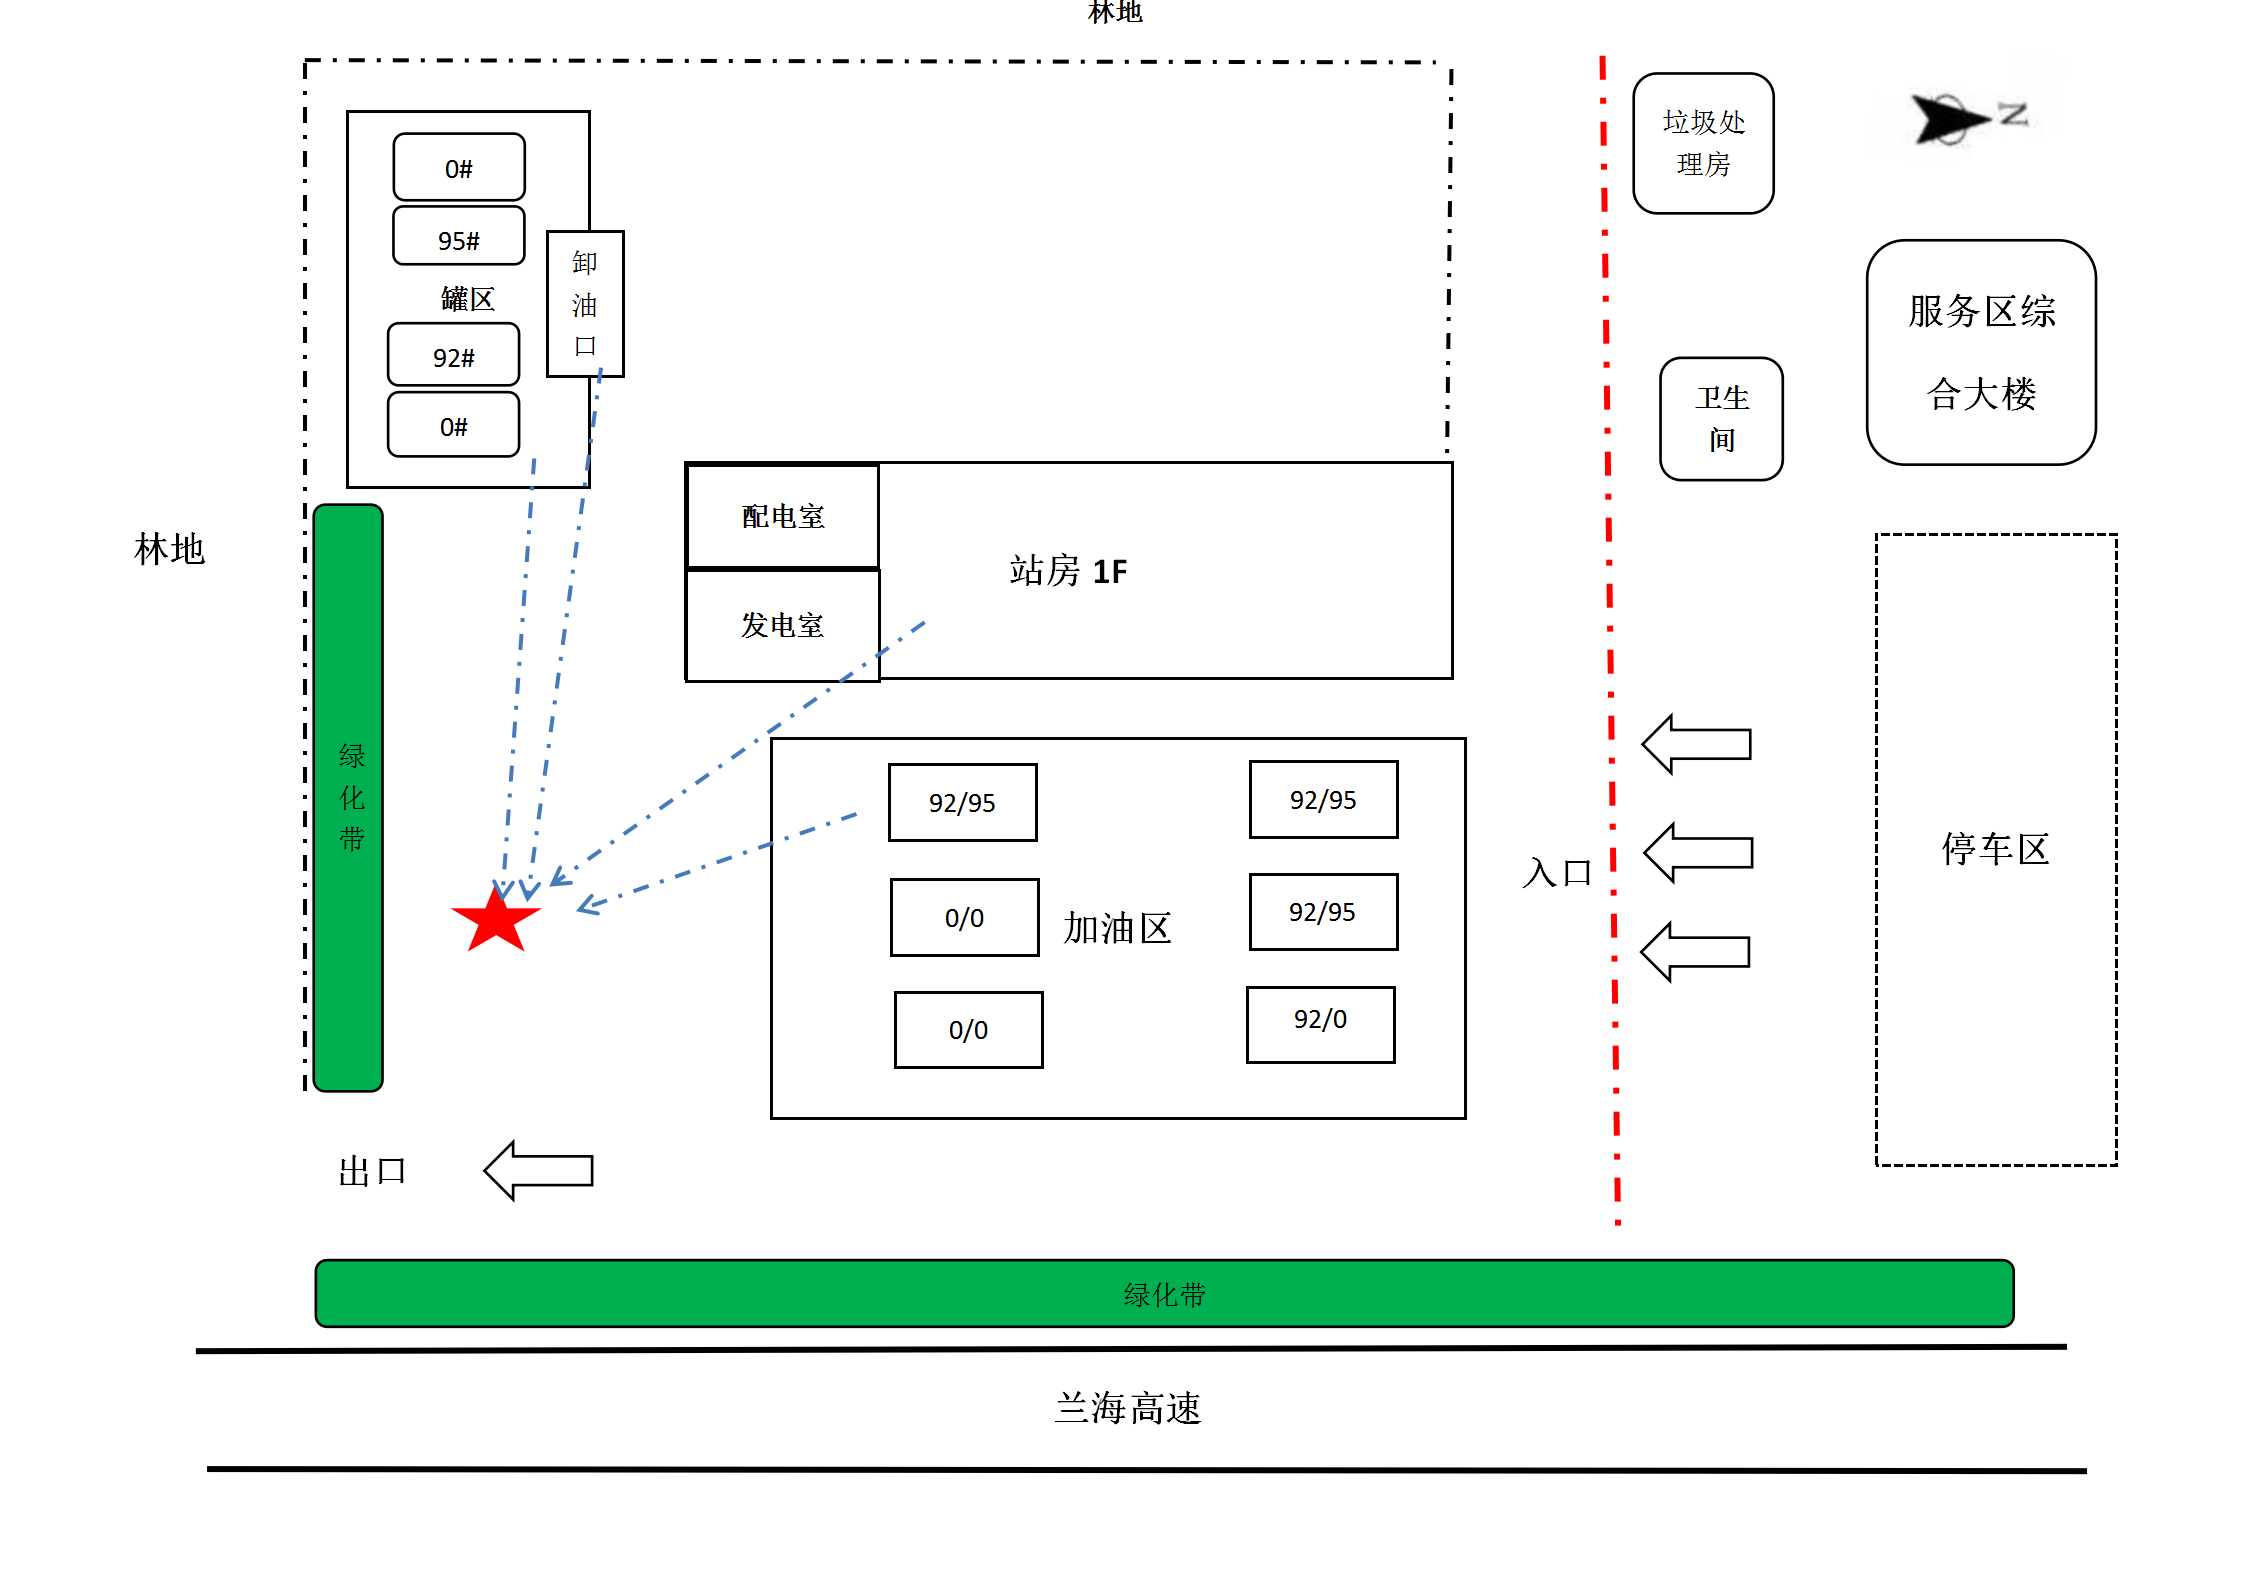 林地
垃圾处
理房
N
0#
95#
卸
油
口
罐区
92#
0#
服务区综
合大楼
卫生
间
配电室
站房 1F
发电室
林地
绿
化
带
92/95
92/95
停车区
入口
0/0
加油区
92/95
0/0
92/0
出口
绿化带
兰海高速